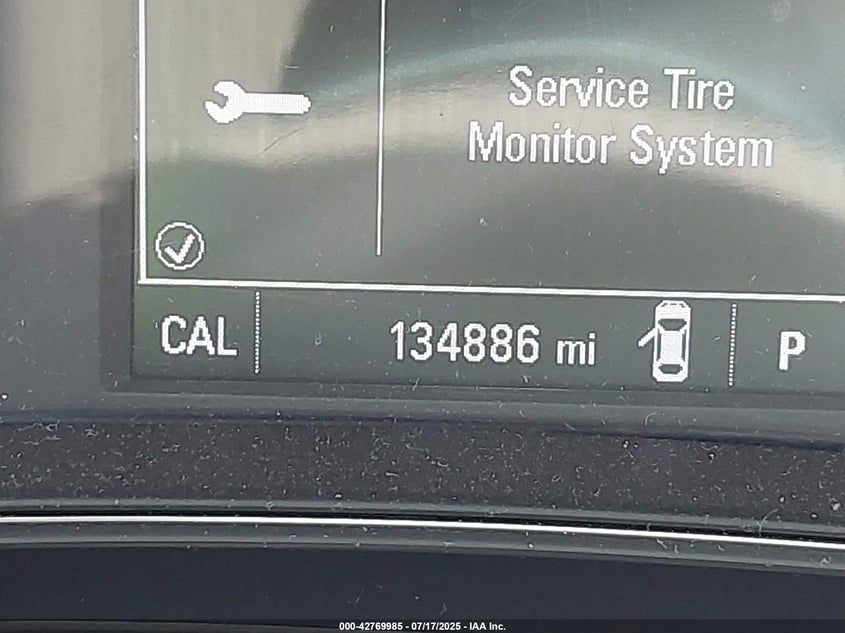 Service Tire
Monitor System
CAL
134886 mi
P
000-42769985 - 07/17/2025 - IAA Inc.